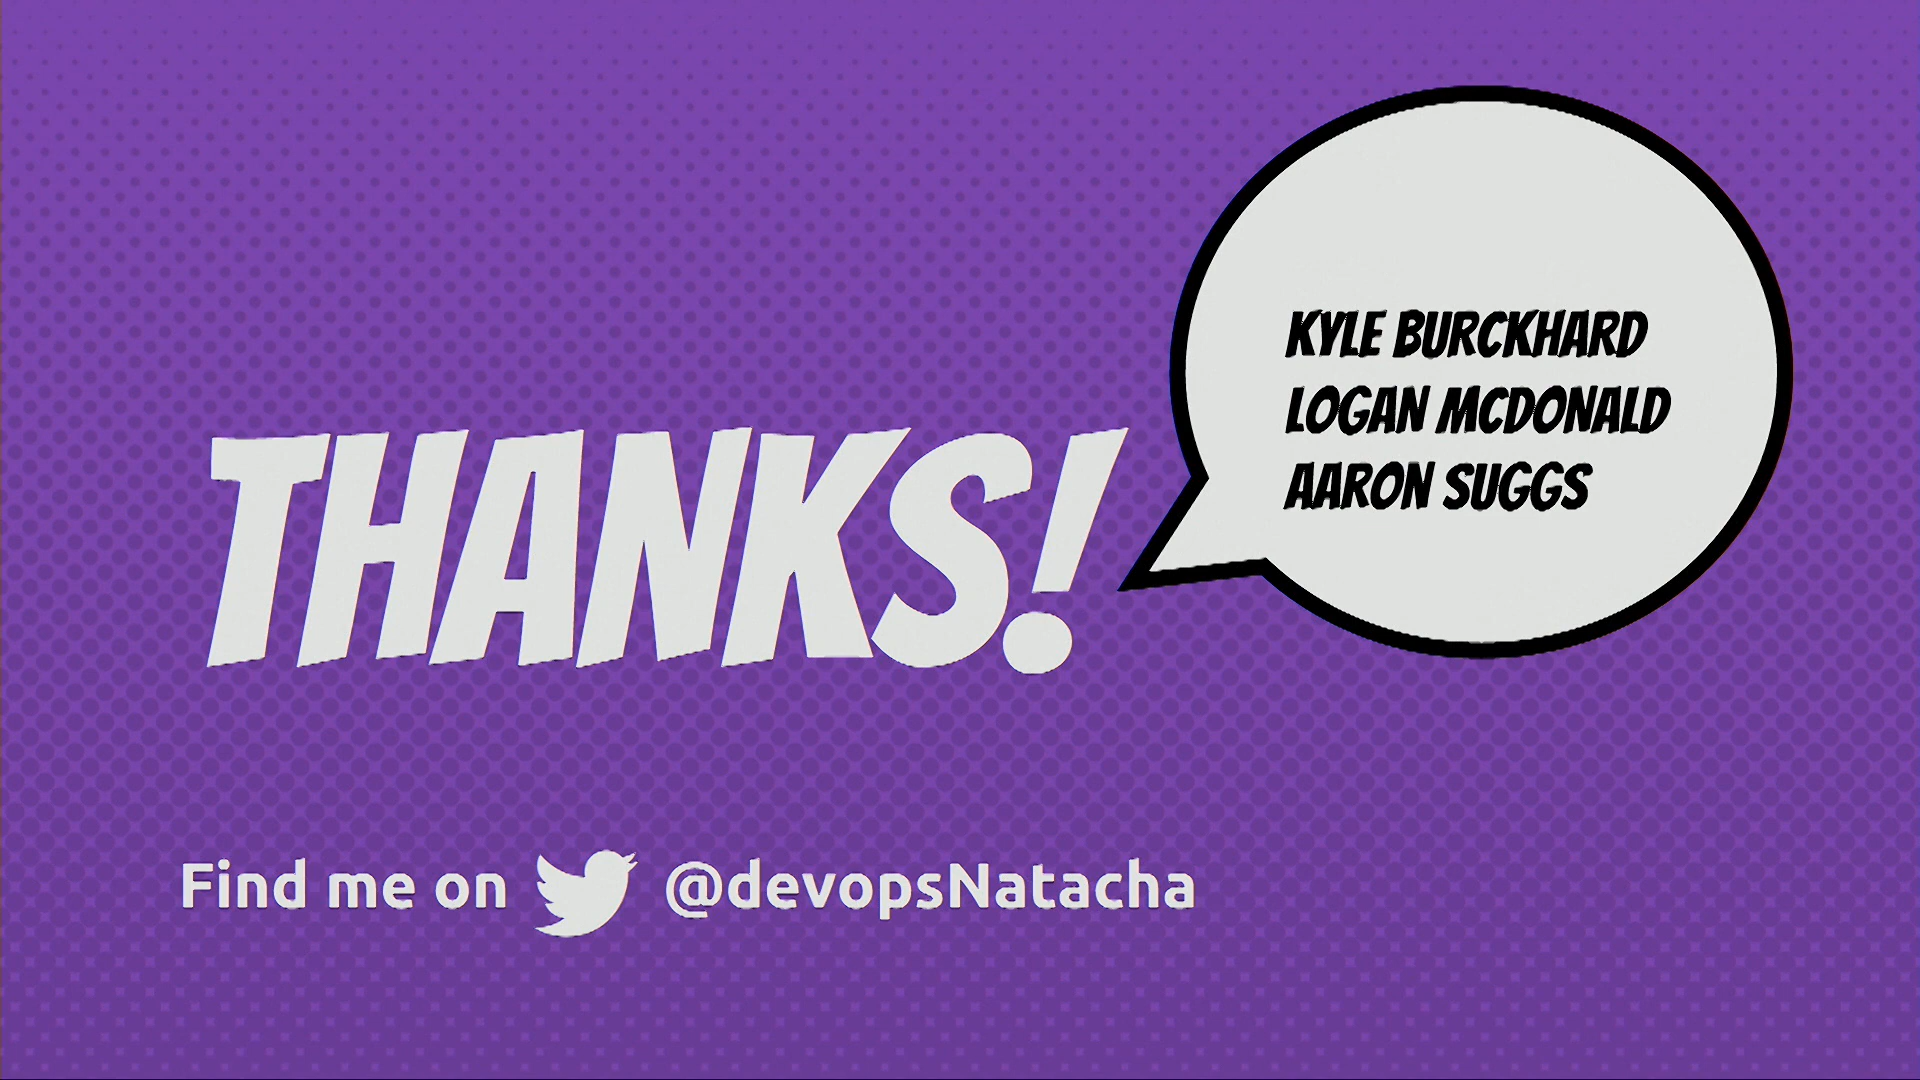 KYLE BURCKHARD
LOGAN MCDONALD
AARON SUGGS
THANKS!
Find me on @devopsNatacha